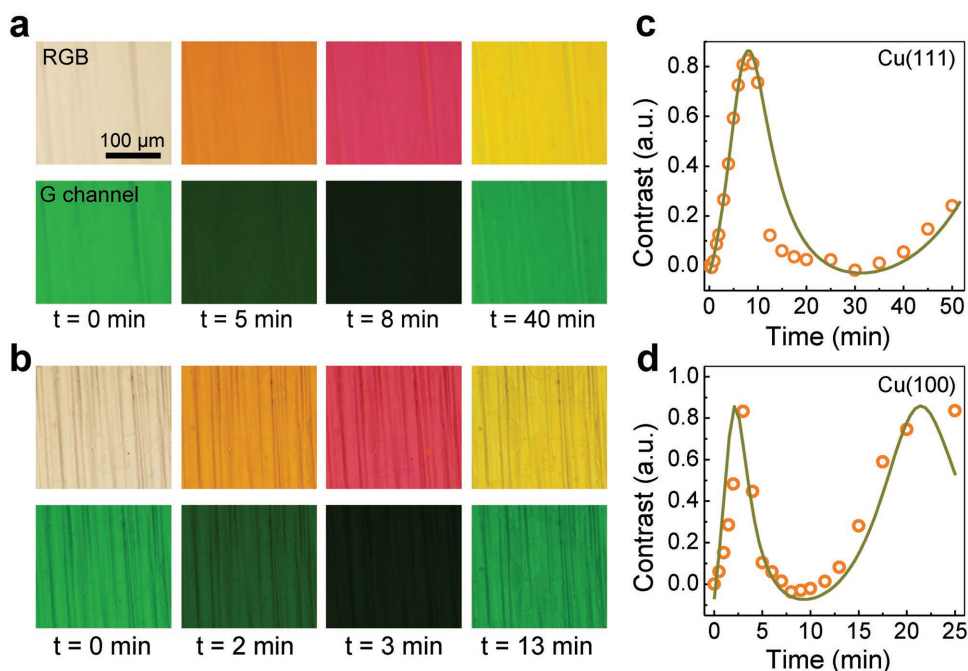 a
RGB
100 µm
G channel
t = 0 min
t = 5 min
t = 8 min
t = 40 min
b
t = 0 min
t = 2 min
t = 3 min
t = 13 min
c
Cu(111)
Contrast (a.u.)
0.8
0.6
0.4
0.2
0.0
0 10 20 30 40 50
Time (min)
d
Cu(100)
Contrast (a.u.)
1.0
0.8
0.6
0.4
0.2
0.0
0 5 10 15 20 25
Time (min)